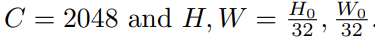 C = 2048 and H, W = H₀/32, W₀/32.